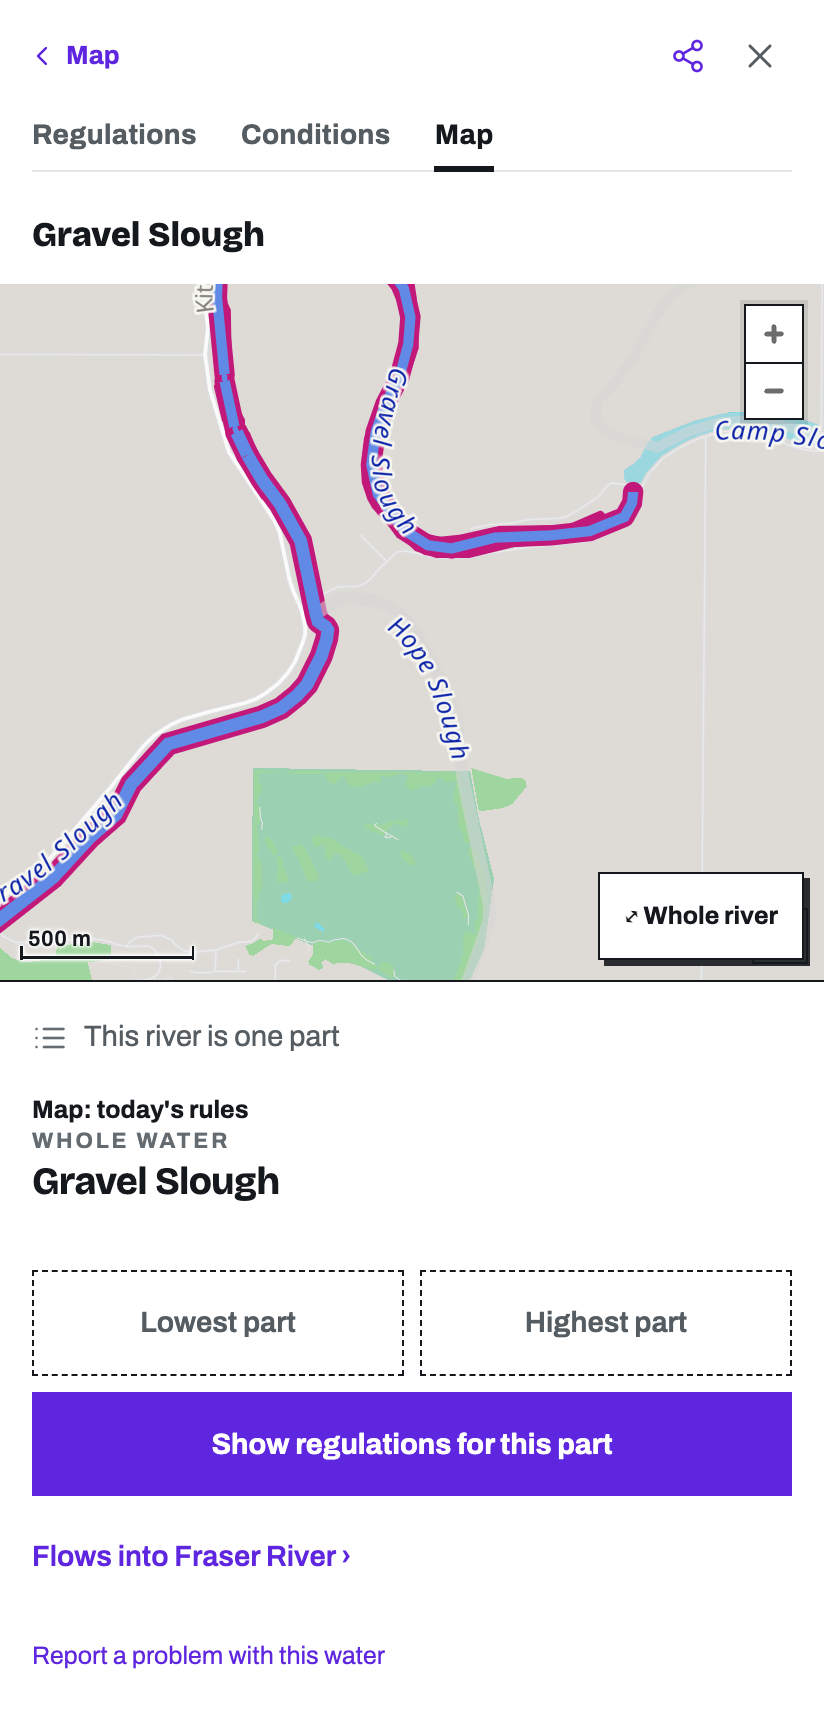 Map
Regulations
Conditions
Map
Gravel Slough
Kit
Gravel Slough
Camp Slo
Hope Slough
ravel Slough
500 m
Whole river
This river is one part
Map: today's rules
WHOLE WATER
Gravel Slough
Lowest part
Highest part
Show regulations for this part
Flows into Fraser River ›
Report a problem with this water